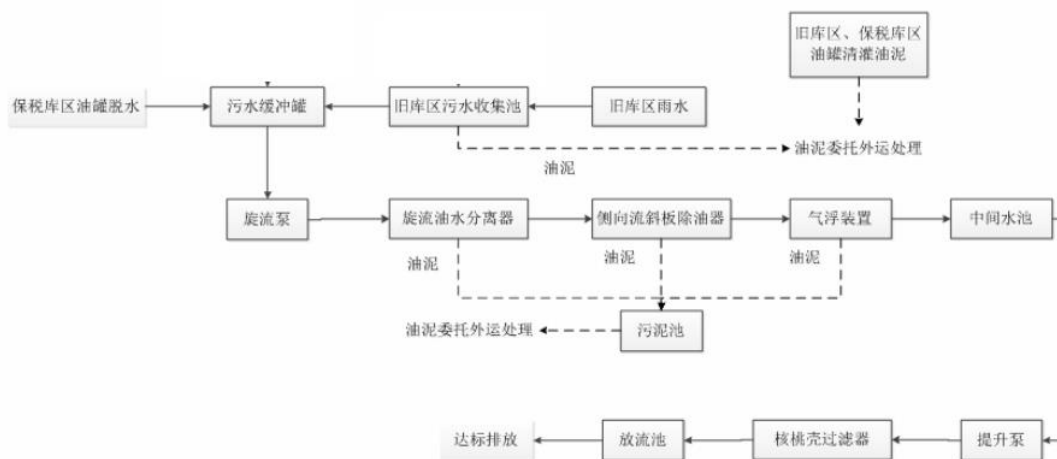 旧库区、保税库区
油罐清灌油泥
保税库区油罐脱水
污水缓冲罐
旧库区污水收集池
旧库区雨水
油泥委托外运处理
油泥
旋流泵
旋流油水分离器
侧向流斜板除油器
气浮装置
中间水池
油泥
油泥
油泥
油泥委托外运处理
污泥池
达标排放
放流池
核桃壳过滤器
提升泵